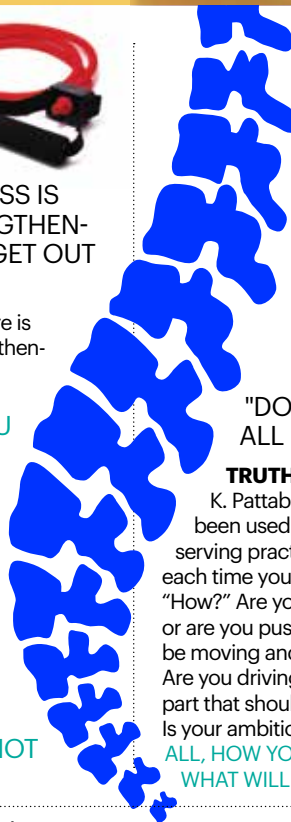 SS IS
GTHEN-
GET OUT
e is
then-
U
HOT
"DO
ALL
TRUTH
K. Pattab
been used
serving pract
each time you
"How?" Are yo
or are you pus
be moving and
Are you driving
part that shoul
Is your ambitio
ALL, HOW YO
WHAT WILL